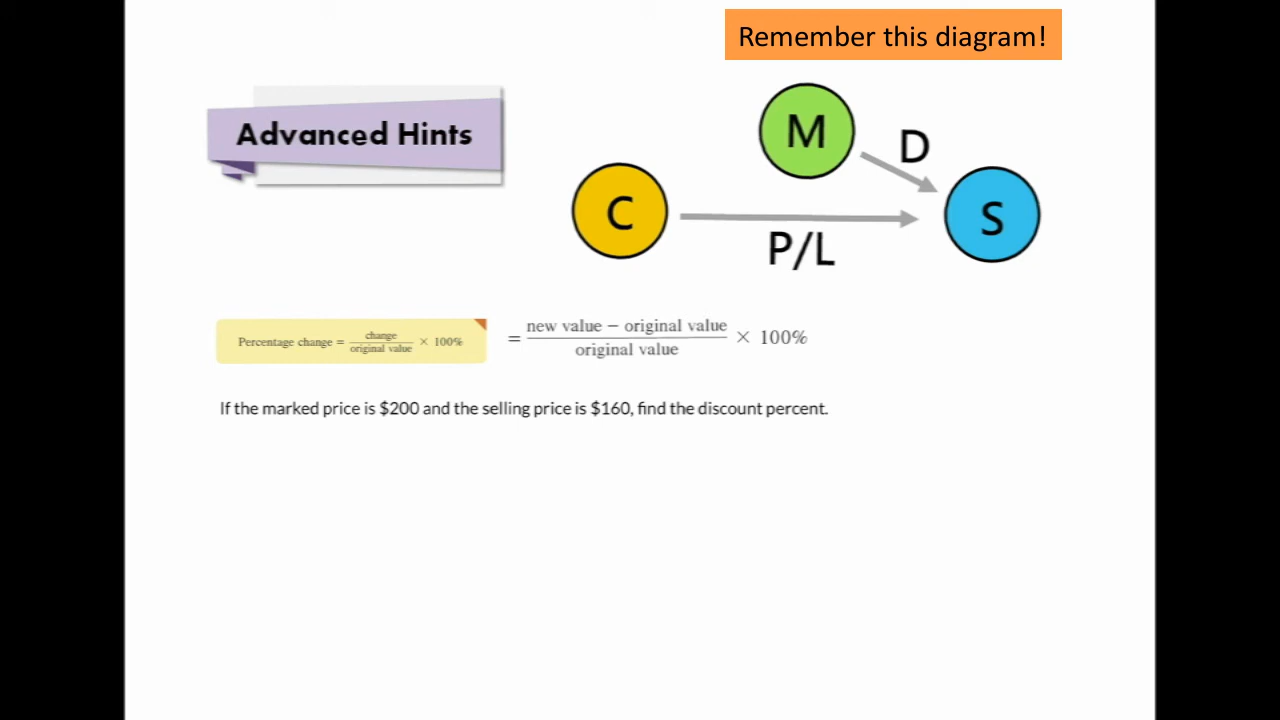 Remember this diagram!
Advanced Hints
M
D
C
S
P/L
Percentage change = change / original value × 100%
= new value − original value / original value × 100%
If the marked price is $200 and the selling price is $160, find the discount percent.